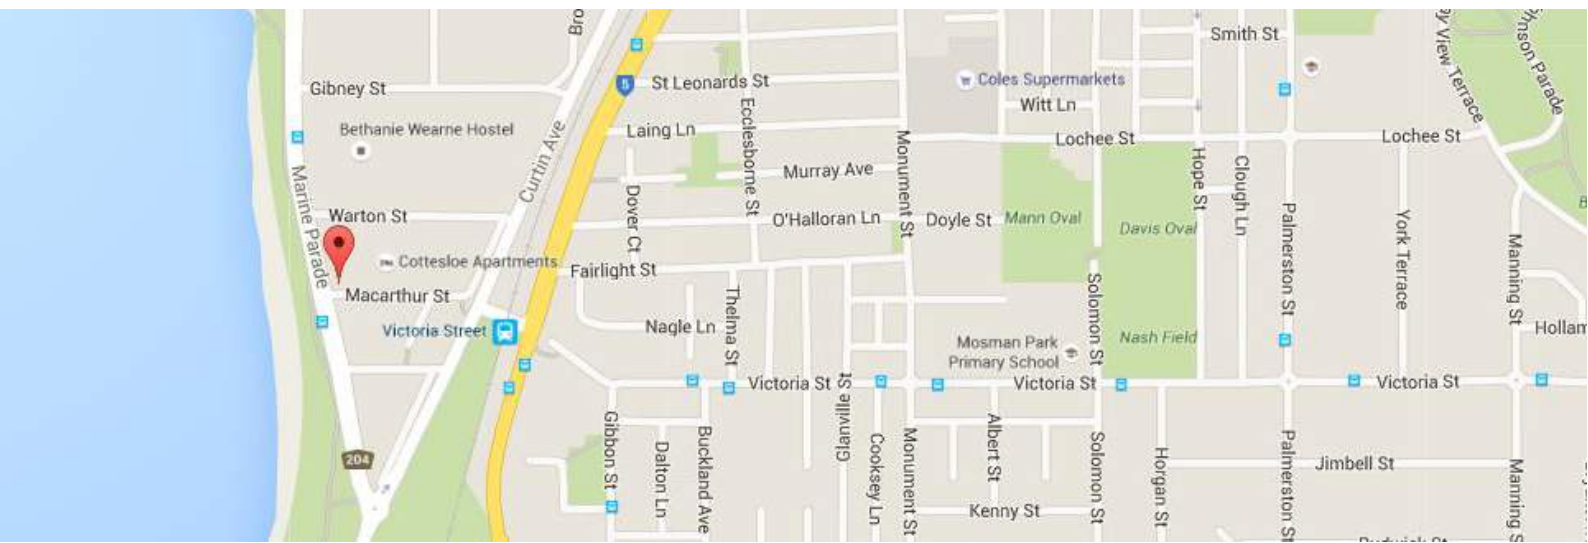 Smith St
Gibney St
5
St Leonards St
Coles Supermarkets
Witt Ln
Bethanie Wearne Hostel
Curtin Ave
Laing Ln
Ecclesborne St
Murray Ave
Monument St
Lochee St
Lochee St
Hope St
Clough Ln
Marine Parade
Warton St
Dover Ct
O'Halloran Ln
Doyle St
Mann Oval
Davis Oval
Palmerston St
York Terrace
Manning St
Cottesloe Apartments
Fairlight St
Macarthur St
Thelma St
Solomon St
Victoria Street
Nagle Ln
Mosman Park
Primary School
Nash Field
Victoria St
Glanville St
Victoria St
Victoria St
204
Gibbon St
Dalton Ln
Buckland Ave
Cooksey Ln
Monument St
Albert St
Kenny St
Solomon St
Horgan St
Palmerston St
Jimbell St